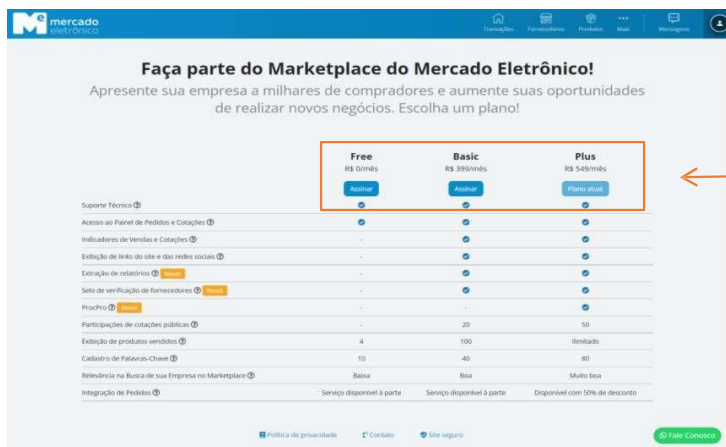 mercado
eletrônico
Transações Fornecedores Produtos Mais Mensagens
Faça parte do Marketplace do Mercado Eletrônico!
Apresente sua empresa a milhares de compradores e aumente suas oportunidades
de realizar novos negócios. Escolha um plano!
Free Basic Plus
R$ 0/mês R$ 399/mês R$ 549/mês
Assinar Assinar Plano atual
Suporte Técnico
Acesso ao Painel de Pedidos e Cotações
Indicadores de Vendas e Cotações -
Exibição de links do site e das redes sociais -
Extração de relatórios Novo! -
Selo de verificação de fornecedores Novo! -
ProcPro Novo! - -
Participações de cotações públicas - 20 50
Exibição de produtos vendidos 4 100 Ilimitado
Cadastro de Palavras-Chave 10 40 80
Relevância na Busca de sua Empresa no Marketplace Baixa Boa Muito boa
Integração de Pedidos Serviço disponível à parte Serviço disponível à parte Disponível com 50% de desconto
Política de privacidade Contato Site seguro
Fale Conosco